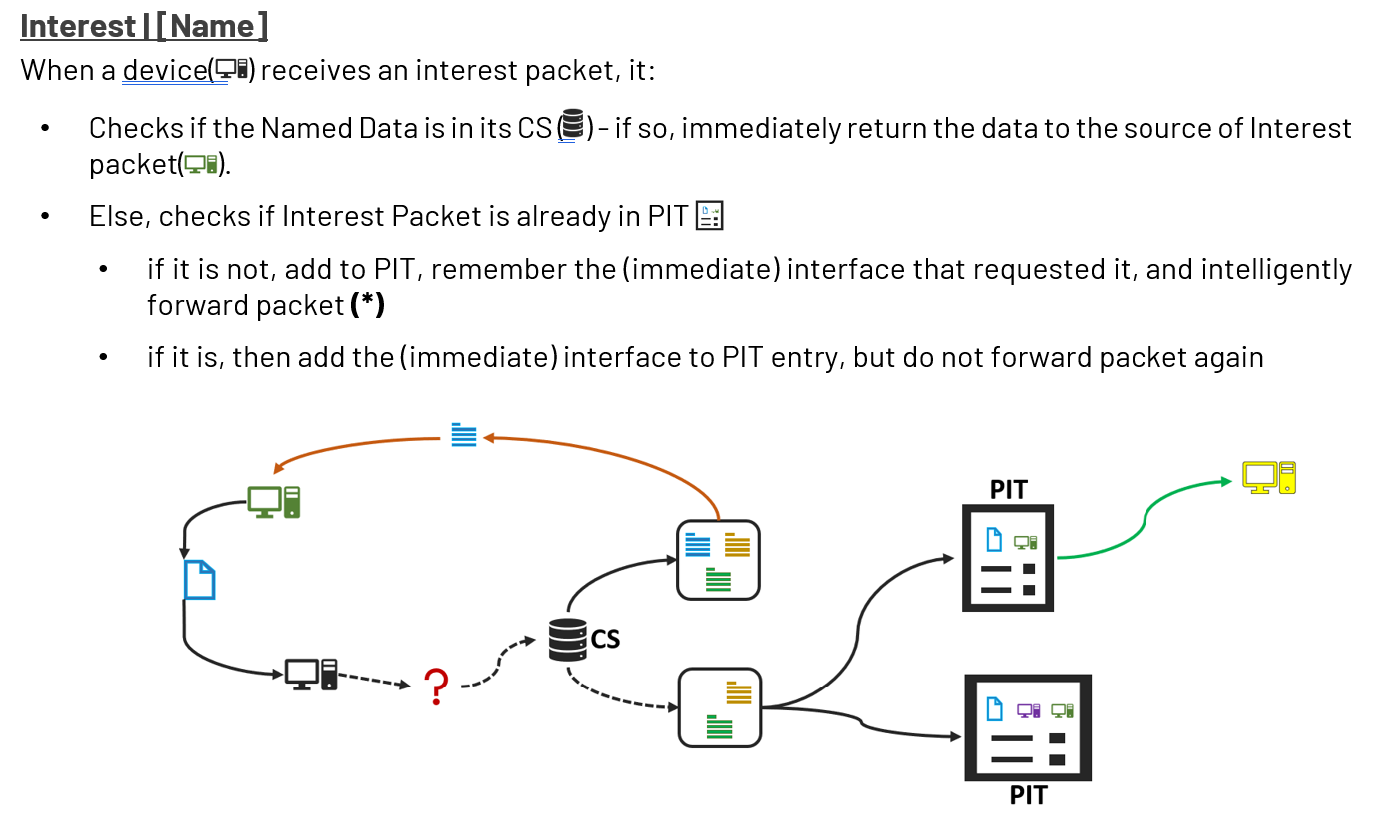 Interest | [ Name ]
When a device() receives an interest packet, it:
• Checks if the Named Data is in its CS () - if so, immediately return the data to the source of Interest
packet().
• Else, checks if Interest Packet is already in PIT
• if it is not, add to PIT, remember the (immediate) interface that requested it, and intelligently
forward packet (*)
• if it is, then add the (immediate) interface to PIT entry, but do not forward packet again
PIT
?
CS
PIT